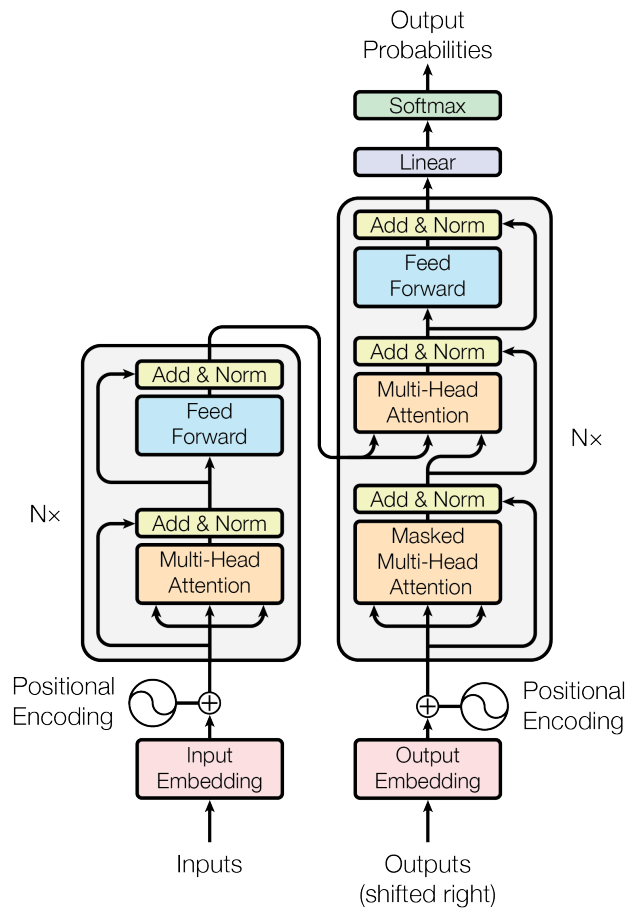 Output
Probabilities
Softmax
Linear
Add & Norm
Feed
Forward
Add & Norm
Multi-Head
Attention
Add & Norm
Masked
Multi-Head
Attention
N×
Add & Norm
Feed
Forward
Add & Norm
Multi-Head
Attention
N×
Positional
Encoding
Positional
Encoding
Input
Embedding
Output
Embedding
Inputs
Outputs
(shifted right)